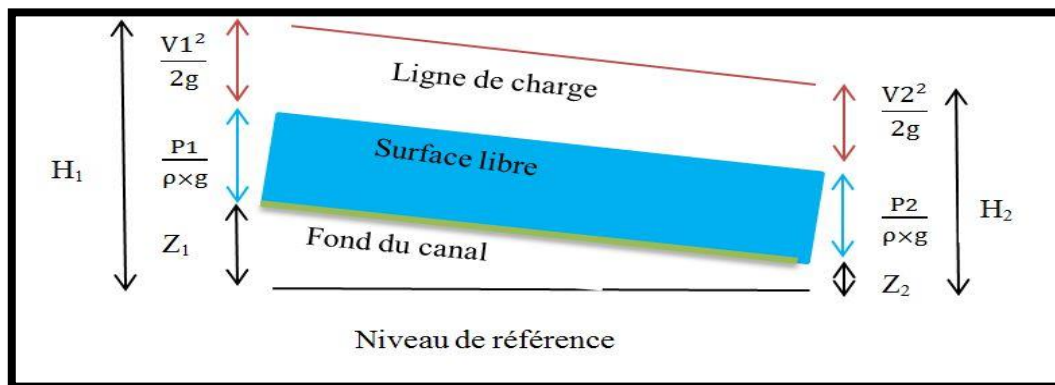 V1²
2g
Ligne de charge
V2²
2g
H₁
P1
ρ×g
Surface libre
P2
ρ×g
H₂
Z₁
Fond du canal
Z₂
Niveau de référence